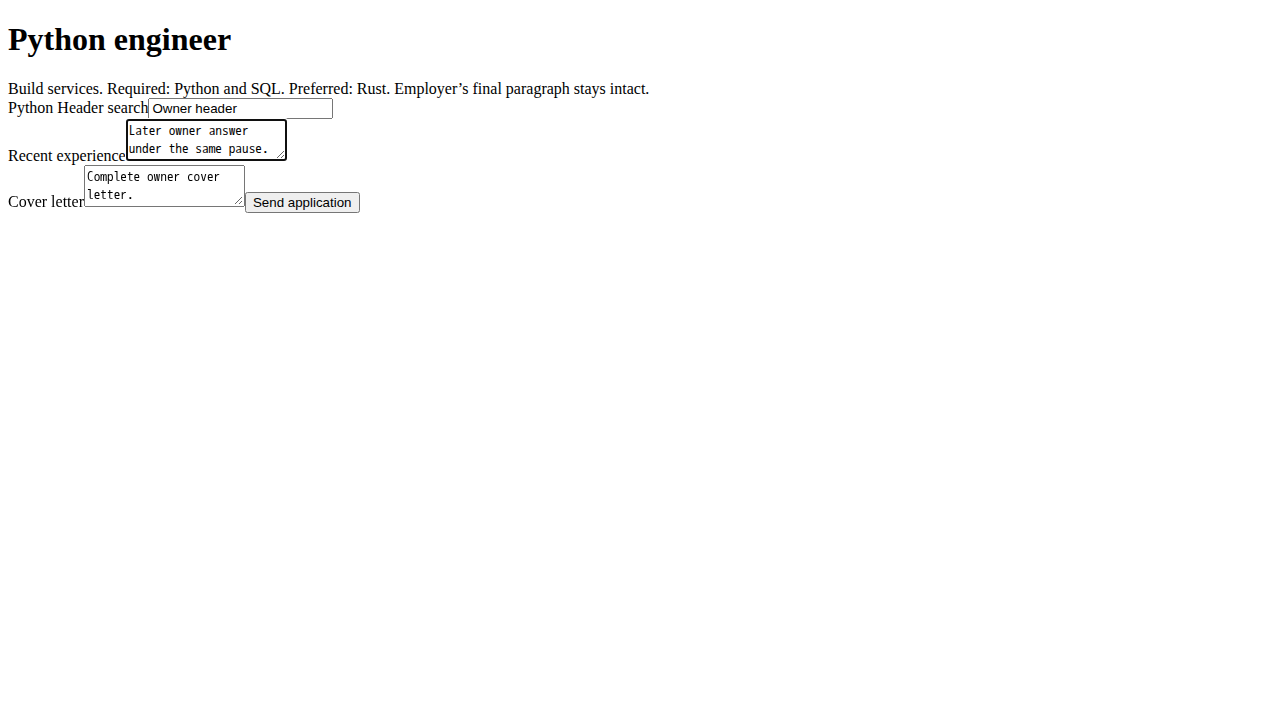 Python engineer
Build services. Required: Python and SQL. Preferred: Rust. Employer’s final paragraph stays intact.
Python Header search Owner header
Later owner answer
under the same pause.
Recent experience
Complete owner cover
letter.
Cover letter Send application